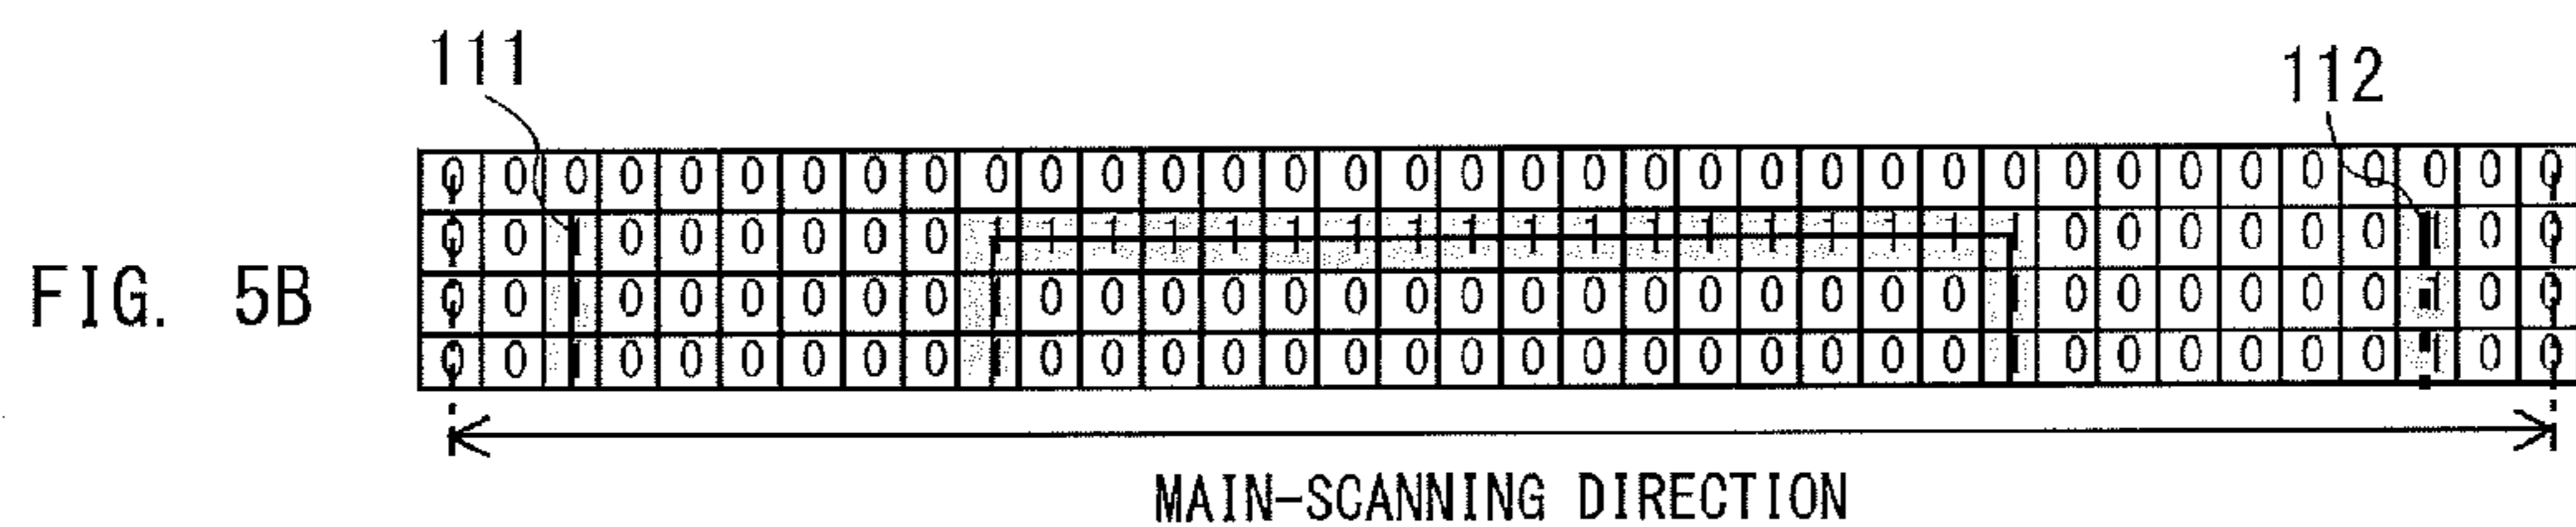 111
112
0 0 0 0 0 0 0 0 0 0 0 0 0 0 0 0 0 0 0 0 0 0 0 0 0 0 0 0 0 0 0 0 0 0 0 0
0 0 1 0 0 0 0 0 0 1 1 1 1 1 1 1 1 1 1 1 1 1 1 1 1 1 1 0 0 0 0 0 0 1 0 0
0 0 1 0 0 0 0 0 0 1 0 0 0 0 0 0 0 0 0 0 0 0 0 0 0 0 1 0 0 0 0 0 0 1 0 0
0 0 1 0 0 0 0 0 0 1 0 0 0 0 0 0 0 0 0 0 0 0 0 0 0 0 1 0 0 0 0 0 0 1 0 0
FIG. 5B
MAIN-SCANNING DIRECTION